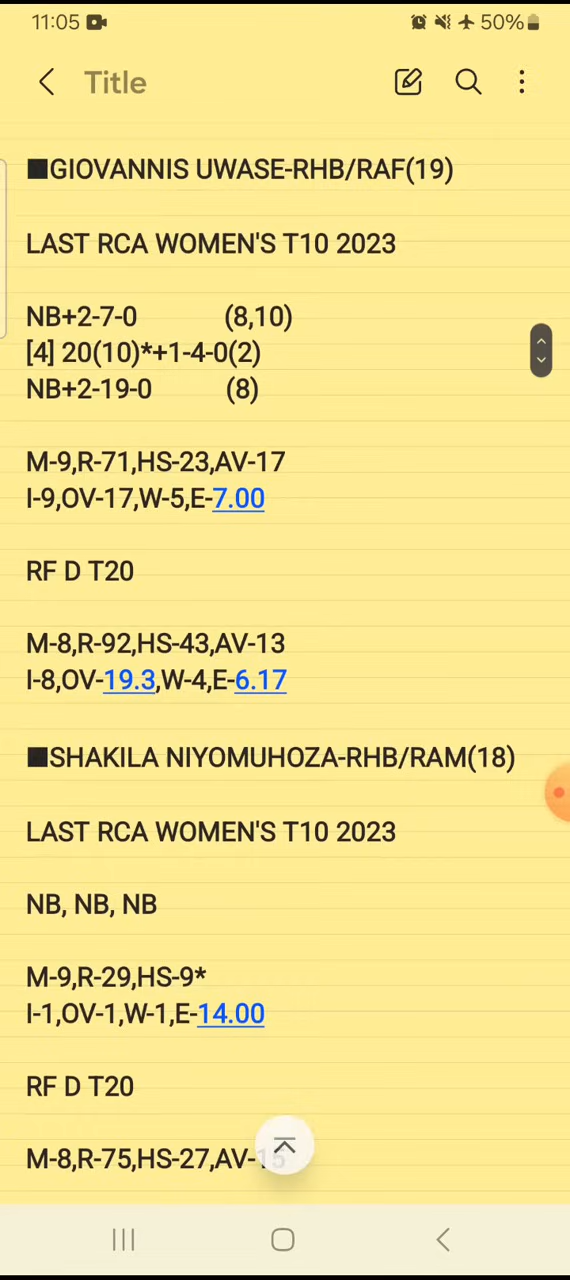 11:05 50%
Title
■GIOVANNIS UWASE-RHB/RAF(19)
LAST RCA WOMEN'S T10 2023
NB+2-7-0 (8,10)
[4] 20(10)*+1-4-0(2)
NB+2-19-0 (8)
M-9,R-71,HS-23,AV-17
I-9,OV-17,W-5,E-7.00
RF D T20
M-8,R-92,HS-43,AV-13
I-8,OV-19.3,W-4,E-6.17
■SHAKILA NIYOMUHOZA-RHB/RAM(18)
LAST RCA WOMEN'S T10 2023
NB, NB, NB
M-9,R-29,HS-9*
I-1,OV-1,W-1,E-14.00
RF D T20
M-8,R-75,HS-27,AV-15